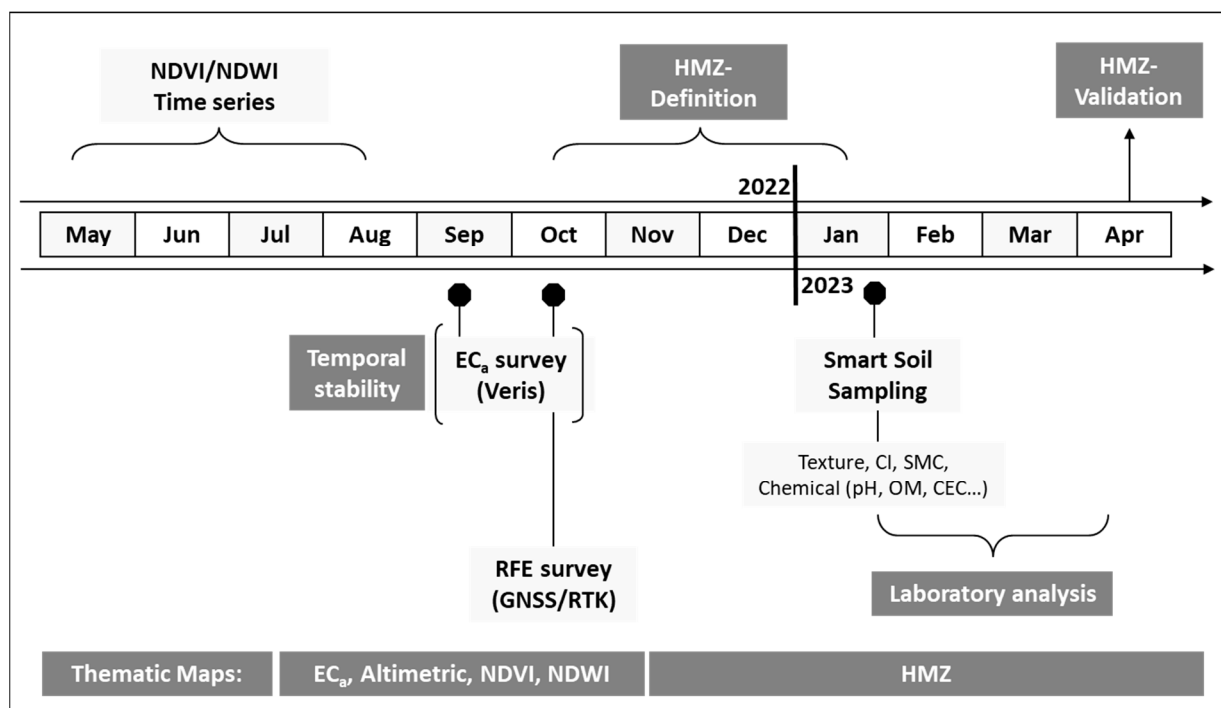 NDVI/NDWI
Time series
HMZ-
Definition
HMZ-
Validation
2022
May Jun Jul Aug Sep Oct Nov Dec Jan Feb Mar Apr
2023
Temporal
stability
ECa survey
(Veris)
Smart Soil
Sampling
Texture, CI, SMC,
Chemical (pH, OM, CEC...)
RFE survey
(GNSS/RTK)
Laboratory analysis
Thematic Maps: ECa, Altimetric, NDVI, NDWI HMZ